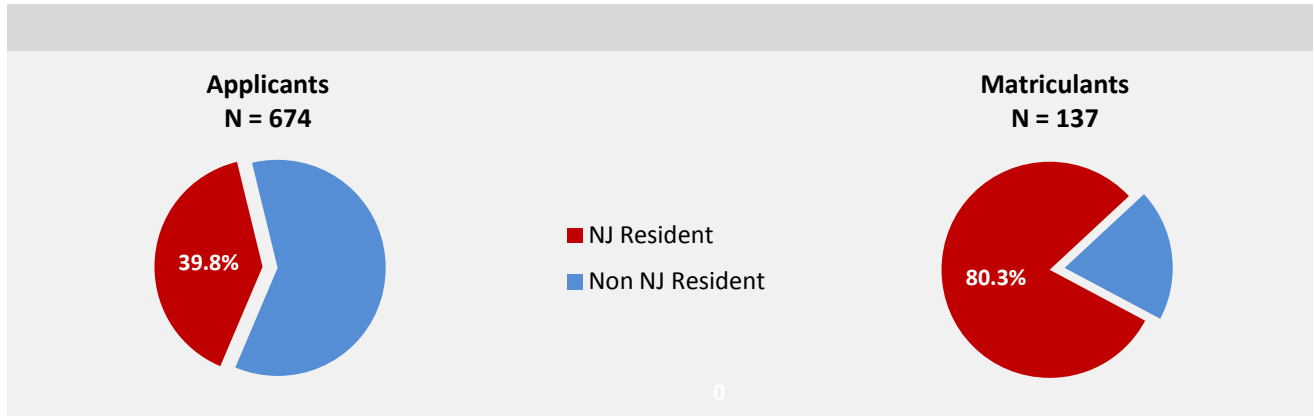 Applicants
N = 674
Matriculants
N = 137
39.8%
NJ Resident
Non NJ Resident
80.3%
0